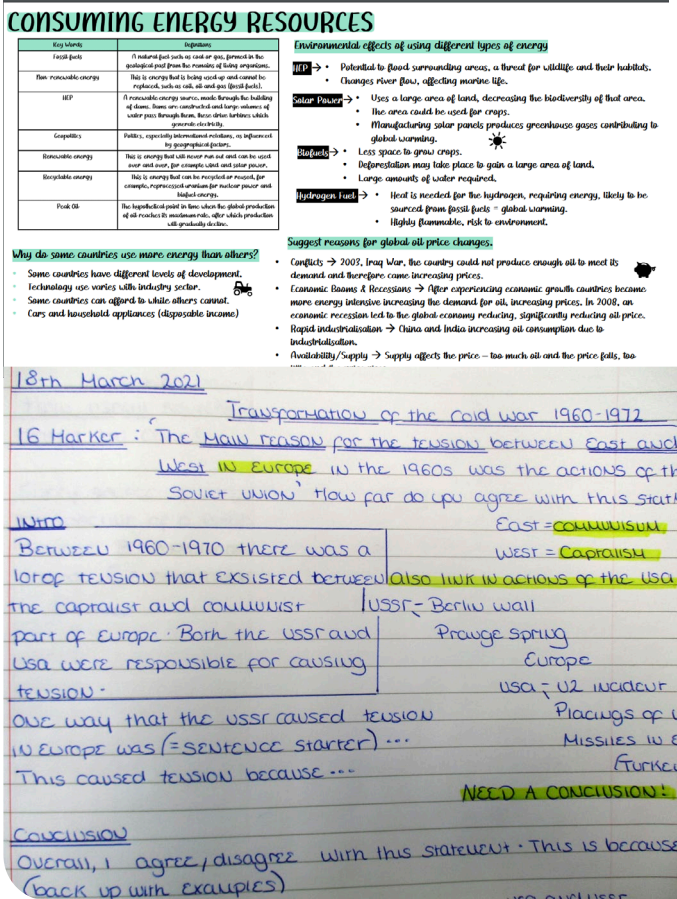 CONSUMING ENERGY RESOURCES
Key Words
Definitions
Fossil fuels
A natural fuel such as coal or gas, formed in the
geological past from the remains of living organisms.
Non-renewable energy
This is energy that is being used up and cannot be
replaced, such as coil, oil and gas (fossil fuels).
HEP
A renewable energy source, made through the building
of dams. Dams are constructed and large volumes of
water pass through them, these drive turbines which
generate electricity.
Geopolitics
Politics, especially international relations, as influenced
by geographical factors.
Renewable energy
This is energy that will never run out and can be used
over and over, for example wind and solar power.
Recyclable energy
This is energy that can be recycled or reused, for
example, reprocessed uranium for nuclear power and
biofuel energy.
Peak Oil
The hypothetical point in time when the global production
of oil reaches its maximum rate, after which production
will gradually decline.
Why do some countries use more energy than others?
• Some countries have different levels of development.
• Technology use varies with industry sector.
• Some countries can afford to while others cannot.
• Cars and household appliances (disposable income)
Environmental effects of using different types of energy
HEP → • Potential to flood surrounding areas, a threat for wildlife and their habitats.
• Changes river flow, affecting marine life.
Solar Power → • Uses a large area of land, decreasing the biodiversity of that area.
• The area could be used for crops.
• Manufacturing solar panels produces greenhouse gases contributing to
global warming.
Biofuels → • Less space to grow crops.
• Deforestation may take place to gain a large area of land.
• Large amounts of water required.
Hydrogen Fuel → • Heat is needed for the hydrogen, requiring energy, likely to be
sourced from fossil fuels = global warming.
• Highly flammable, risk to environment.
Suggest reasons for global oil price changes.
• Conflicts → 2003, Iraq War, the country could not produce enough oil to meet its
demand and therefore came increasing prices.
• Economic Booms & Recessions → After experiencing economic growth countries become
more energy intensive increasing the demand for oil, increasing prices. In 2008, an
economic recession led to the global economy reducing, significantly reducing oil price.
• Rapid industrialisation → China and India increasing oil consumption due to
industrialisation.
• Availability/Supply → Supply affects the price – too much oil and the price falls, too
18th March 2021
Transformation of the Cold War 1960-1972
16 Marker: 'The main reason for the tension between East and
West in Europe in the 1960s was the actions of th
Soviet Union' How far do you agree with this stat
Intro
Between 1960-1970 there was a
lot of tension that exsisted between
the capitalist and communist
part of Europe. Both the USSR and
USA were responsible for causing
tension.
East = communisum
West = Capitalism
also link in actions of the USA
USSR - Berlin wall
Prauge spring
Europe
USA - U2 incident
Placings of
Missiles in
(Turke
One way that the USSR caused tension
in Europe was (= sentence starter) ...
This caused tension because ...
NEED A CONCLUSION!
Conclusion
Overall, I agree/disagree with this statement. This is because
(back up with examples)